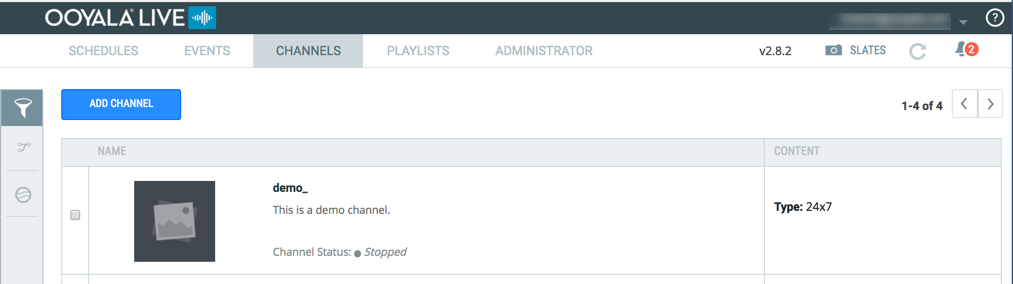 OOYALA LIVE
?
SCHEDULES EVENTS CHANNELS PLAYLISTS ADMINISTRATOR v2.8.2 SLATES 2
ADD CHANNEL 1-4 of 4
NAME CONTENT
demo_
This is a demo channel.
Type: 24x7
Channel Status: Stopped